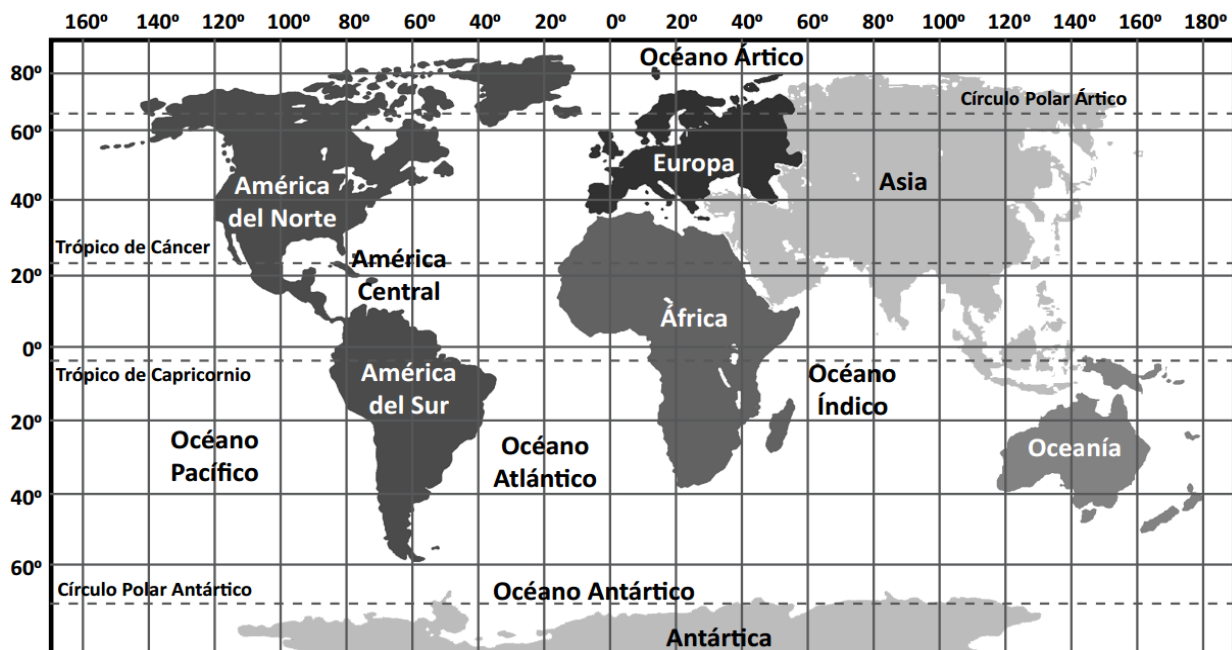 160º 140º 120º 100º 80º 60º 40º 20º 0º 20º 40º 60º 80º 100º 120º 140º 160º 180º
Océano Ártico
80º
Círculo Polar Ártico
60º
Europa
América
del Norte
Asia
40º
Trópico de Cáncer
América
Central
20º
África
0º
Trópico de Capricornio
América
del Sur
Océano
Índico
20º
Océano
Pacífico
Océano
Atlántico
Oceanía
40º
60º
Círculo Polar Antártico
Océano Antártico
Antártica